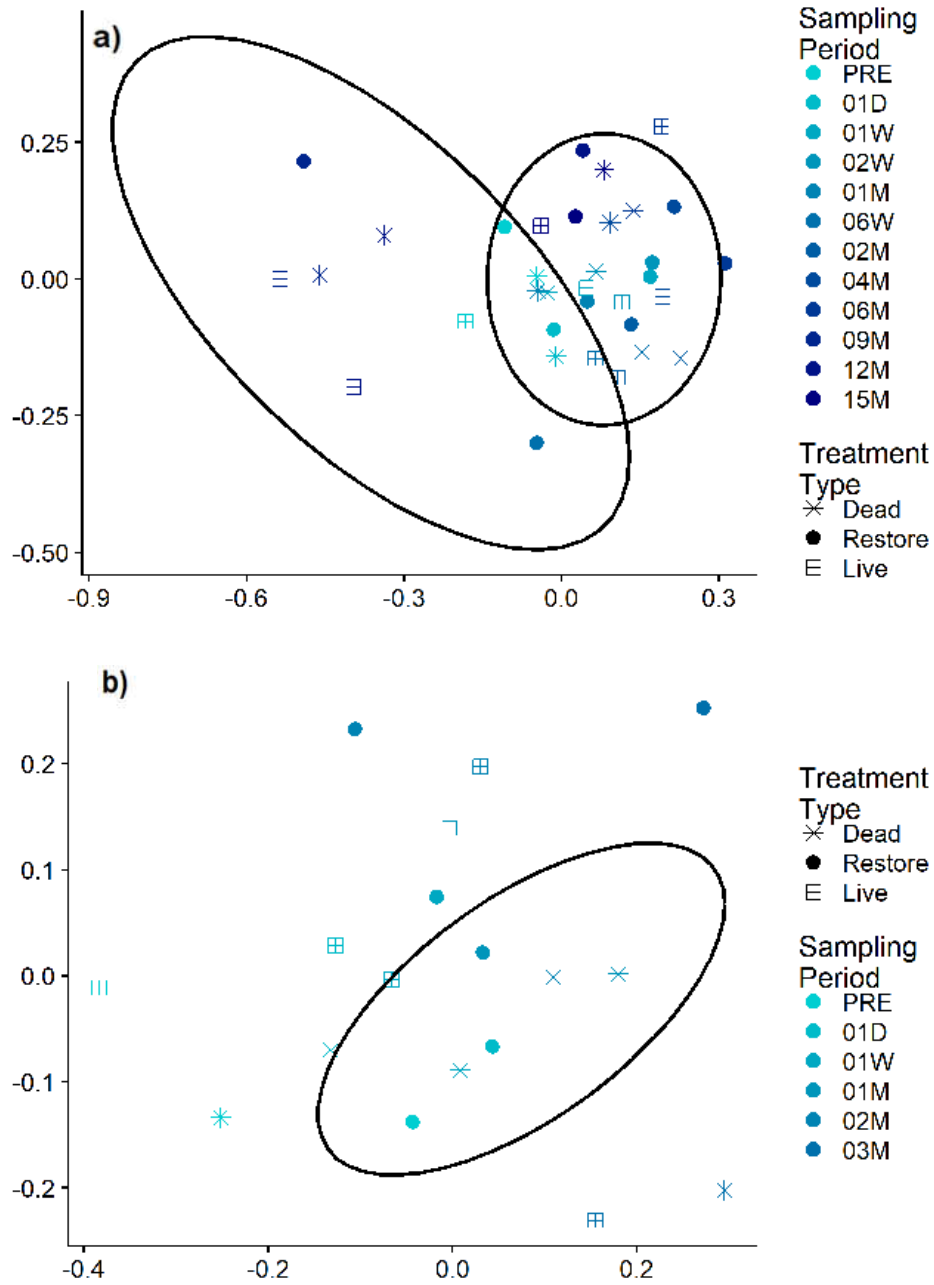 a)
0.25
0.00
-0.25
-0.50
-0.9
-0.6
-0.3
0.0
0.3
Sampling
Period
PRE
01D
01W
02W
01M
06W
02M
04M
06M
09M
12M
15M
Treatment
Type
Dead
Restore
Live
b)
0.2
0.1
0.0
-0.1
-0.2
-0.4
-0.2
0.0
0.2
Treatment
Type
Dead
Restore
Live
Sampling
Period
PRE
01D
01W
01M
02M
03M